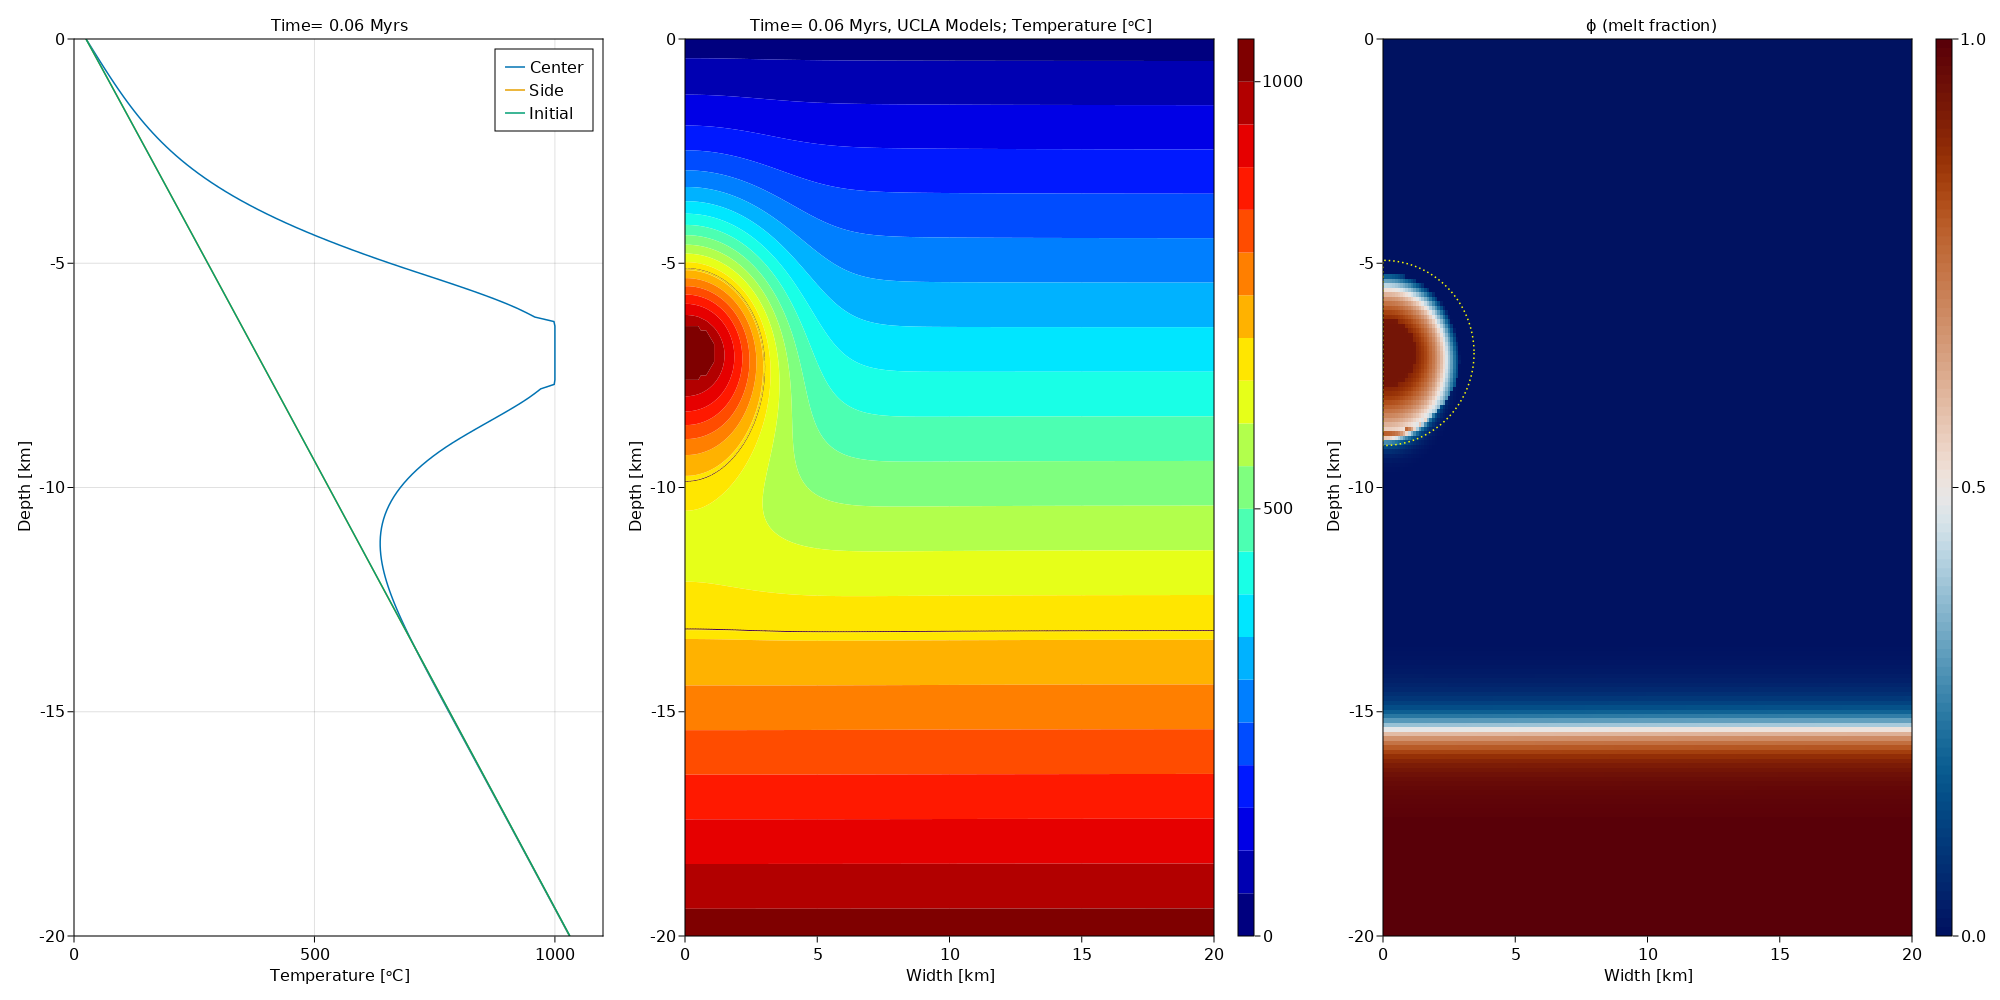 Time= 0.06 Myrs
0
-5
-10
-15
-20
Depth [km]
0
500
1000
Temperature [ᵒC]
Center
Side
Initial
Time= 0.06 Myrs, UCLA Models; Temperature [ᵒC]
0
-5
-10
-15
-20
Depth [km]
0
5
10
15
20
Width [km]
1000
500
0
ϕ (melt fraction)
0
-5
-10
-15
-20
Depth [km]
0
5
10
15
20
Width [km]
1.0
0.5
0.0